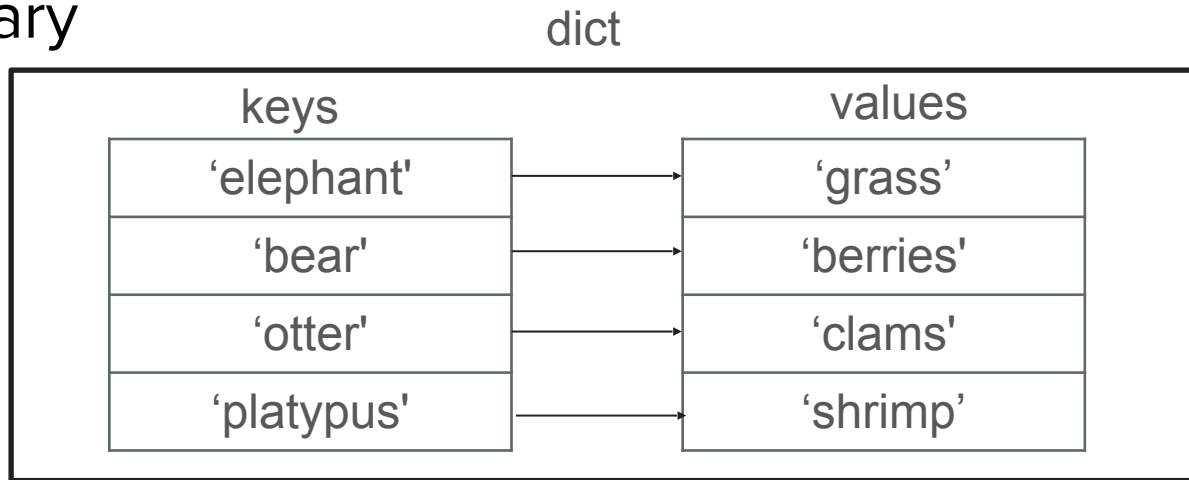 ary
dict
keys values
‘elephant' ‘grass’
‘bear' ‘berries'
‘otter' ‘clams'
‘platypus' ‘shrimp’